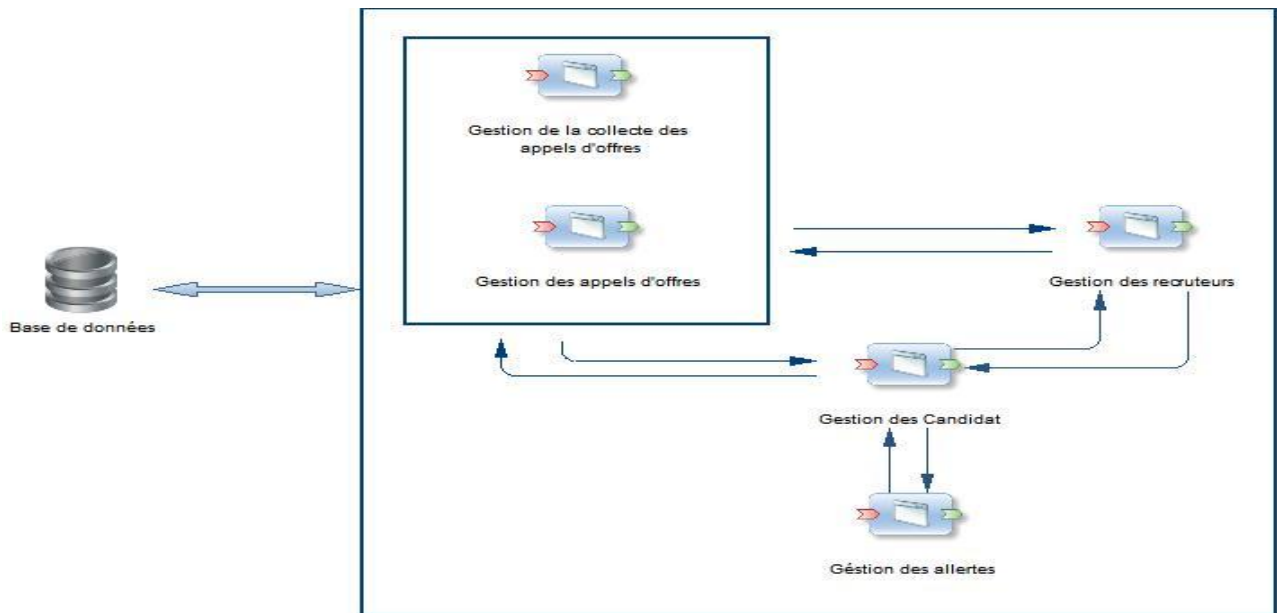 Gestion de la collecte des
appels d'offres
Gestion des appels d'offres
Gestion des recruteurs
Base de données
Gestion des Candidat
Géstion des allertes